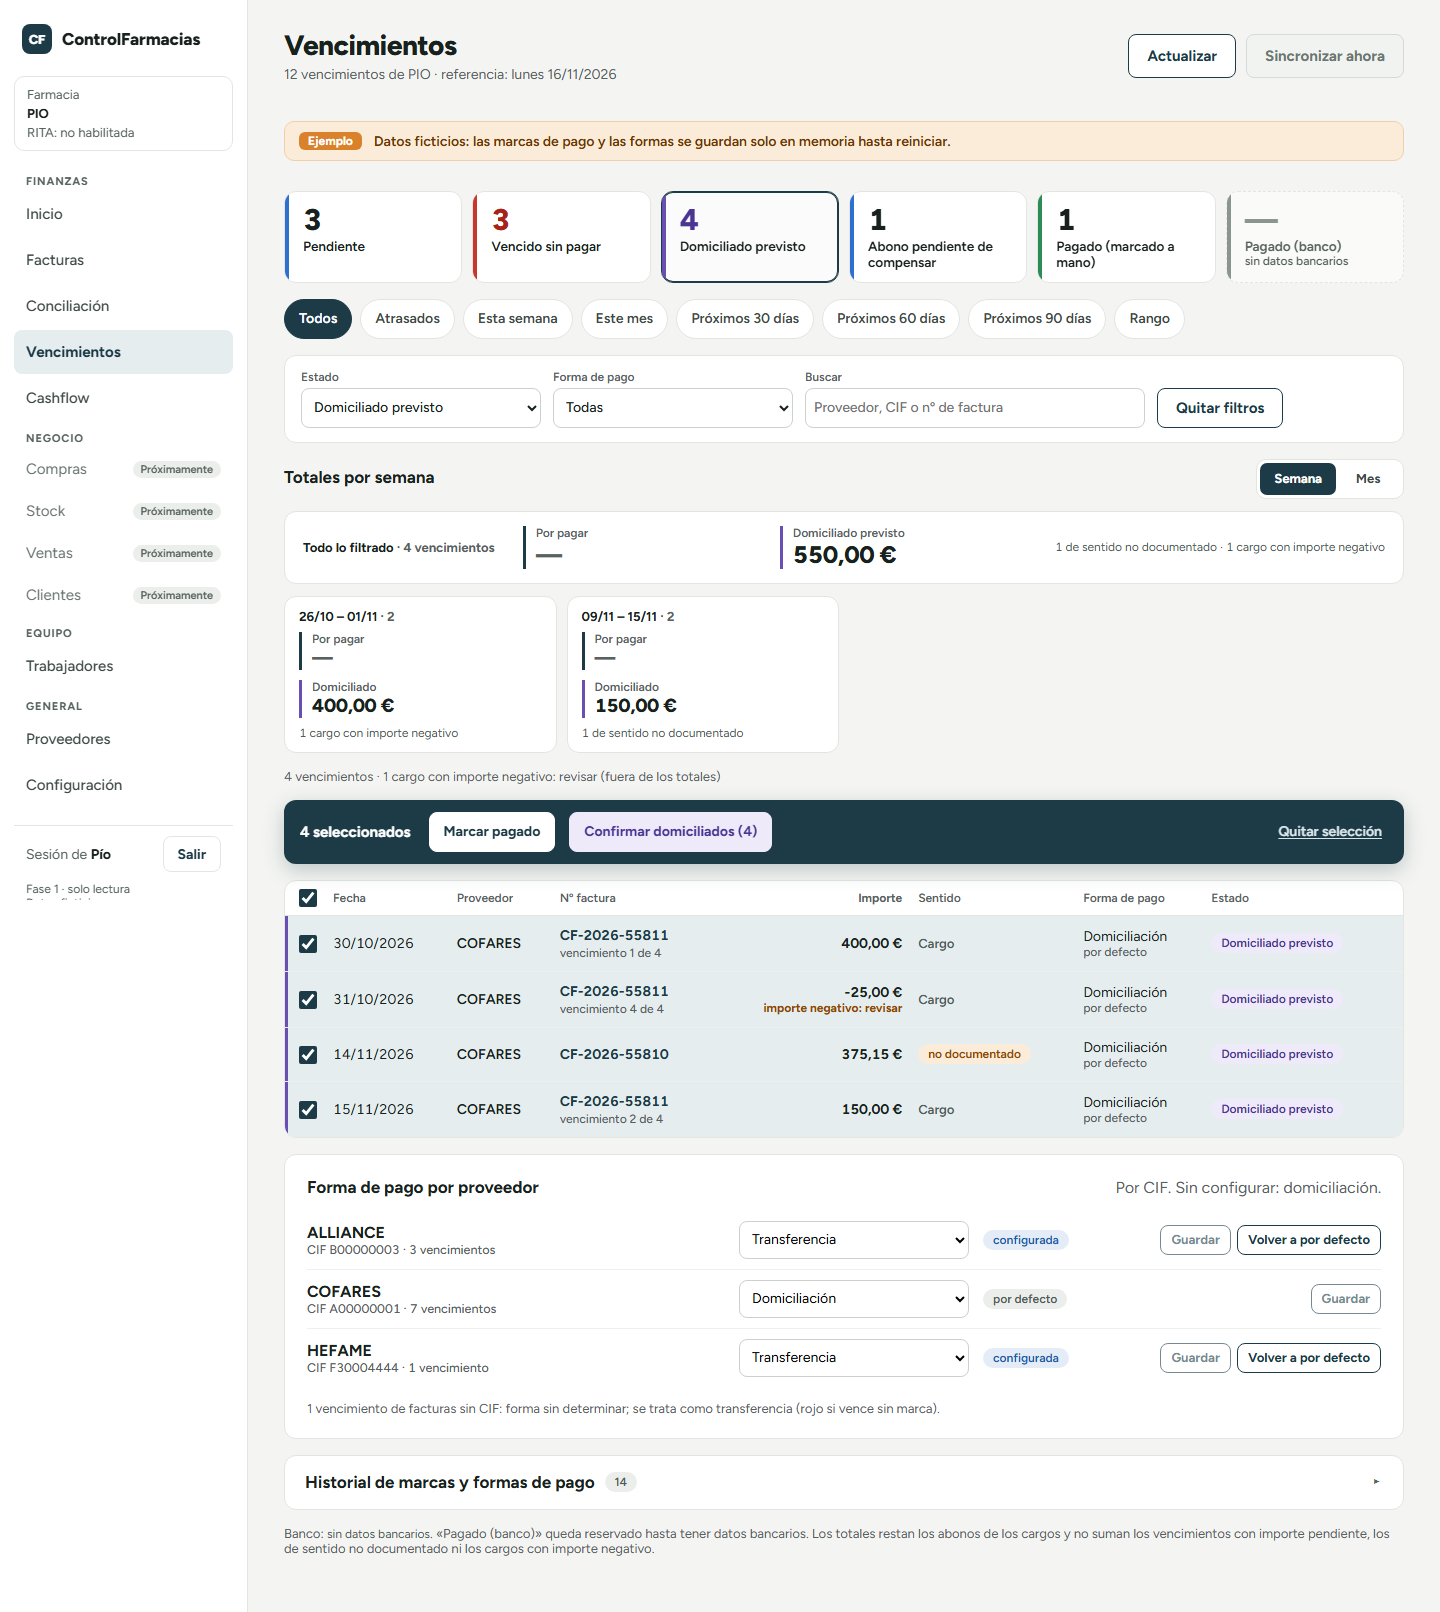 CF ControlFarmacias
Farmacia
PIO
RITA: no habilitada
FINANZAS
Inicio
Facturas
Conciliación
Vencimientos
Cashflow
NEGOCIO
Compras Próximamente
Stock Próximamente
Ventas Próximamente
Clientes Próximamente
EQUIPO
Trabajadores
GENERAL
Proveedores
Configuración
Sesión de Pío Salir
Fase 1 · solo lectura
Vencimientos
12 vencimientos de PIO · referencia: lunes 16/11/2026
Actualizar Sincronizar ahora
Ejemplo Datos ficticios: las marcas de pago y las formas se guardan solo en memoria hasta reiniciar.
3
Pendiente
3
Vencido sin pagar
4
Domiciliado previsto
1
Abono pendiente de
compensar
1
Pagado (marcado a
mano)
—
Pagado (banco)
sin datos bancarios
Todos Atrasados Esta semana Este mes Próximos 30 días Próximos 60 días Próximos 90 días Rango
Estado Forma de pago Buscar
Domiciliado previsto Todas Proveedor, CIF o nº de factura Quitar filtros
Totales por semana Semana Mes
Todo lo filtrado · 4 vencimientos
Por pagar
—
Domiciliado previsto
550,00 €
1 de sentido no documentado · 1 cargo con importe negativo
26/10 – 01/11 · 2
Por pagar
—
Domiciliado
400,00 €
1 cargo con importe negativo
09/11 – 15/11 · 2
Por pagar
—
Domiciliado
150,00 €
1 de sentido no documentado
4 vencimientos · 1 cargo con importe negativo: revisar (fuera de los totales)
4 seleccionados Marcar pagado Confirmar domiciliados (4) Quitar selección
Fecha Proveedor Nº factura Importe Sentido Forma de pago Estado
30/10/2026 COFARES CF-2026-55811 400,00 € Cargo Domiciliación Domiciliado previsto
vencimiento 1 de 4 por defecto
31/10/2026 COFARES CF-2026-55811 -25,00 € Cargo Domiciliación Domiciliado previsto
vencimiento 4 de 4 importe negativo: revisar por defecto
14/11/2026 COFARES CF-2026-55810 375,15 € no documentado Domiciliación Domiciliado previsto
por defecto
15/11/2026 COFARES CF-2026-55811 150,00 € Cargo Domiciliación Domiciliado previsto
vencimiento 2 de 4 por defecto
Forma de pago por proveedor Por CIF. Sin configurar: domiciliación.
ALLIANCE
CIF B00000003 · 3 vencimientos
Transferencia configurada Guardar Volver a por defecto
COFARES
CIF A00000001 · 7 vencimientos
Domiciliación por defecto Guardar
HEFAME
CIF F30004444 · 1 vencimiento
Transferencia configurada Guardar Volver a por defecto
1 vencimiento de facturas sin CIF: forma sin determinar; se trata como transferencia (rojo si vence sin marca).
Historial de marcas y formas de pago 14
Banco: sin datos bancarios. «Pagado (banco)» queda reservado hasta tener datos bancarios. Los totales restan los abonos de los cargos y no suman los vencimientos con importe pendiente, los
de sentido no documentado ni los cargos con importe negativo.